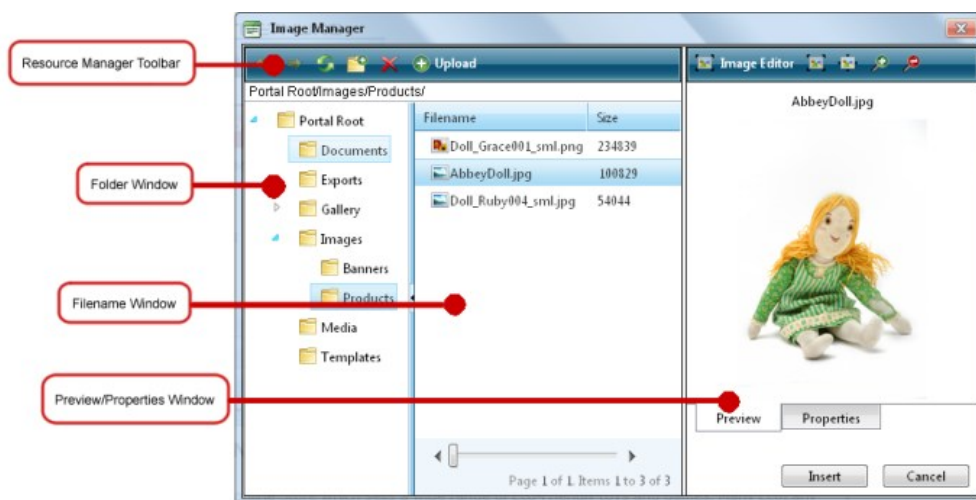 Image Manager
Resource Manager Toolbar
Upload
Image Editor
Portal Root/Images/Products/
AbbeyDoll.jpg
Portal Root
Filename Size
Documents
Doll_Grace001_sml.png 234839
Folder Window
Exports
AbbeyDoll.jpg 100829
Gallery
Doll_Ruby004_sml.jpg 54044
Images
Banners
Filename Window
Products
Media
Templates
Preview/Properties Window
Preview Properties
Page 1 of 1. Items 1 to 3 of 3
Insert Cancel